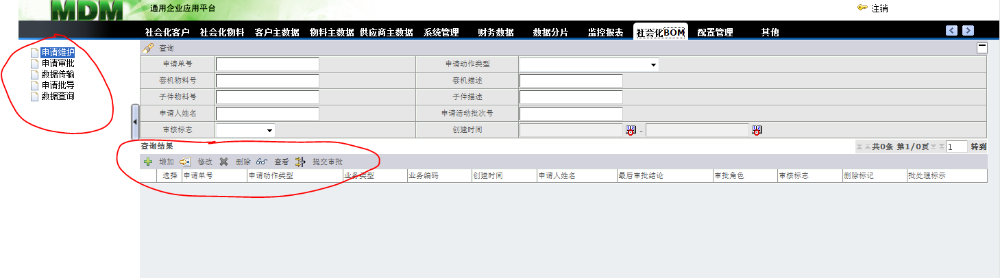 MDM 通用企业应用平台 注销
社会化客户 社会化物料 客户主数据 物料主数据 供应商主数据 系统管理 财务数据 数据分片 监控报表 社会化BOM 配置管理 其他
申请维护
申请审批
数据传输
申请批导
数据查询
查询
申请单号 申请动作类型
套机物料号 套机描述
子件物料号 子件描述
申请人姓名 申请活动批次号
审核标志 创建时间 -
查询结果 共0条 第1/0页 1 转到
增加 修改 删除 查看 提交审批
选择 申请单号 申请动作类型 业务类型 业务编码 创建时间 申请人姓名 最后审批结论 审批角色 审核标志 删除标记 批处理标示